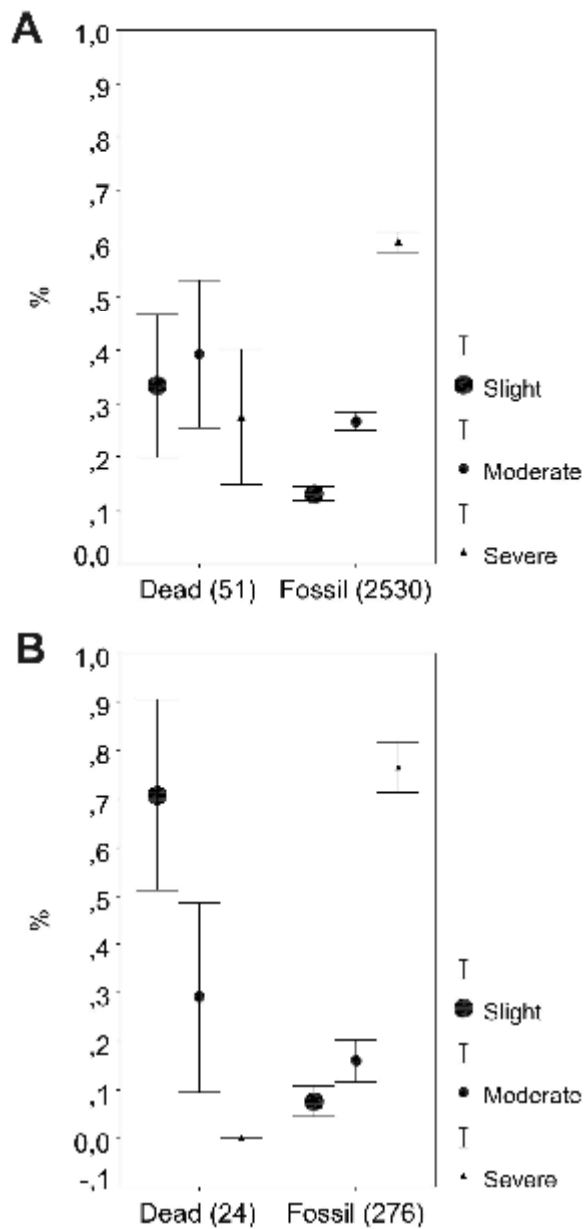 A
1,0
,9
,8
,7
,6
,5
,4
,3
,2
,1
0,0
%
Dead (51) Fossil (2530)
Slight
Moderate
Severe
B
1,0
,9
,8
,7
,6
,5
,4
,3
,2
,1
0,0
-,1
%
Dead (24) Fossil (276)
Slight
Moderate
Severe